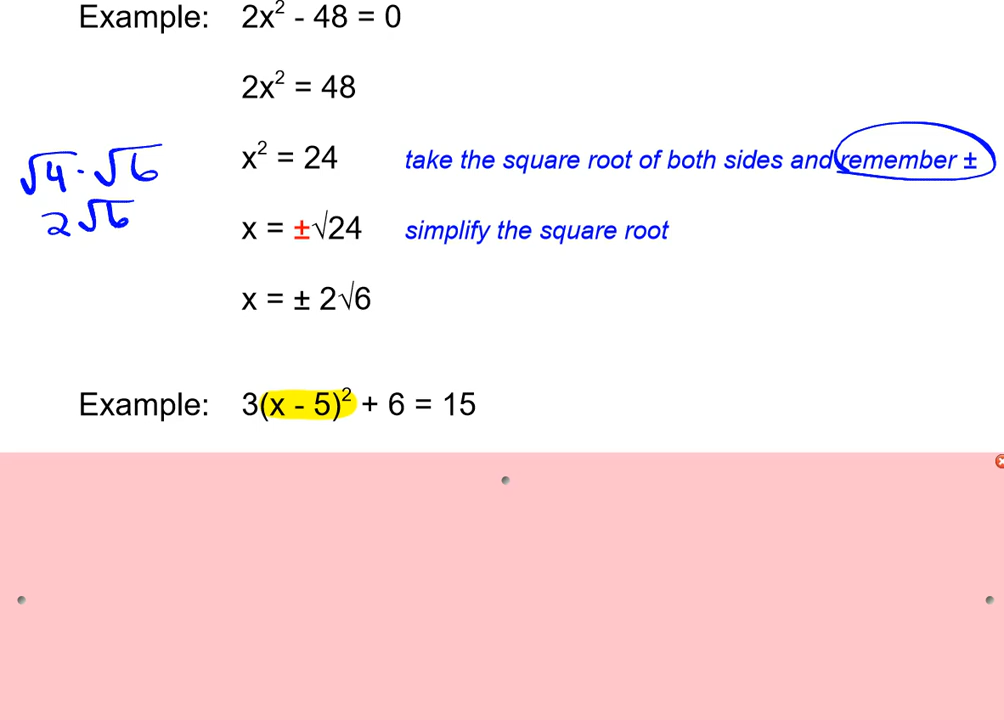 Example: 2x² - 48 = 0
2x² = 48
x² = 24 take the square root of both sides and remember ±
√4 · √6
2√6
x = ±√24 simplify the square root
x = ± 2√6
Example: 3(x - 5)² + 6 = 15